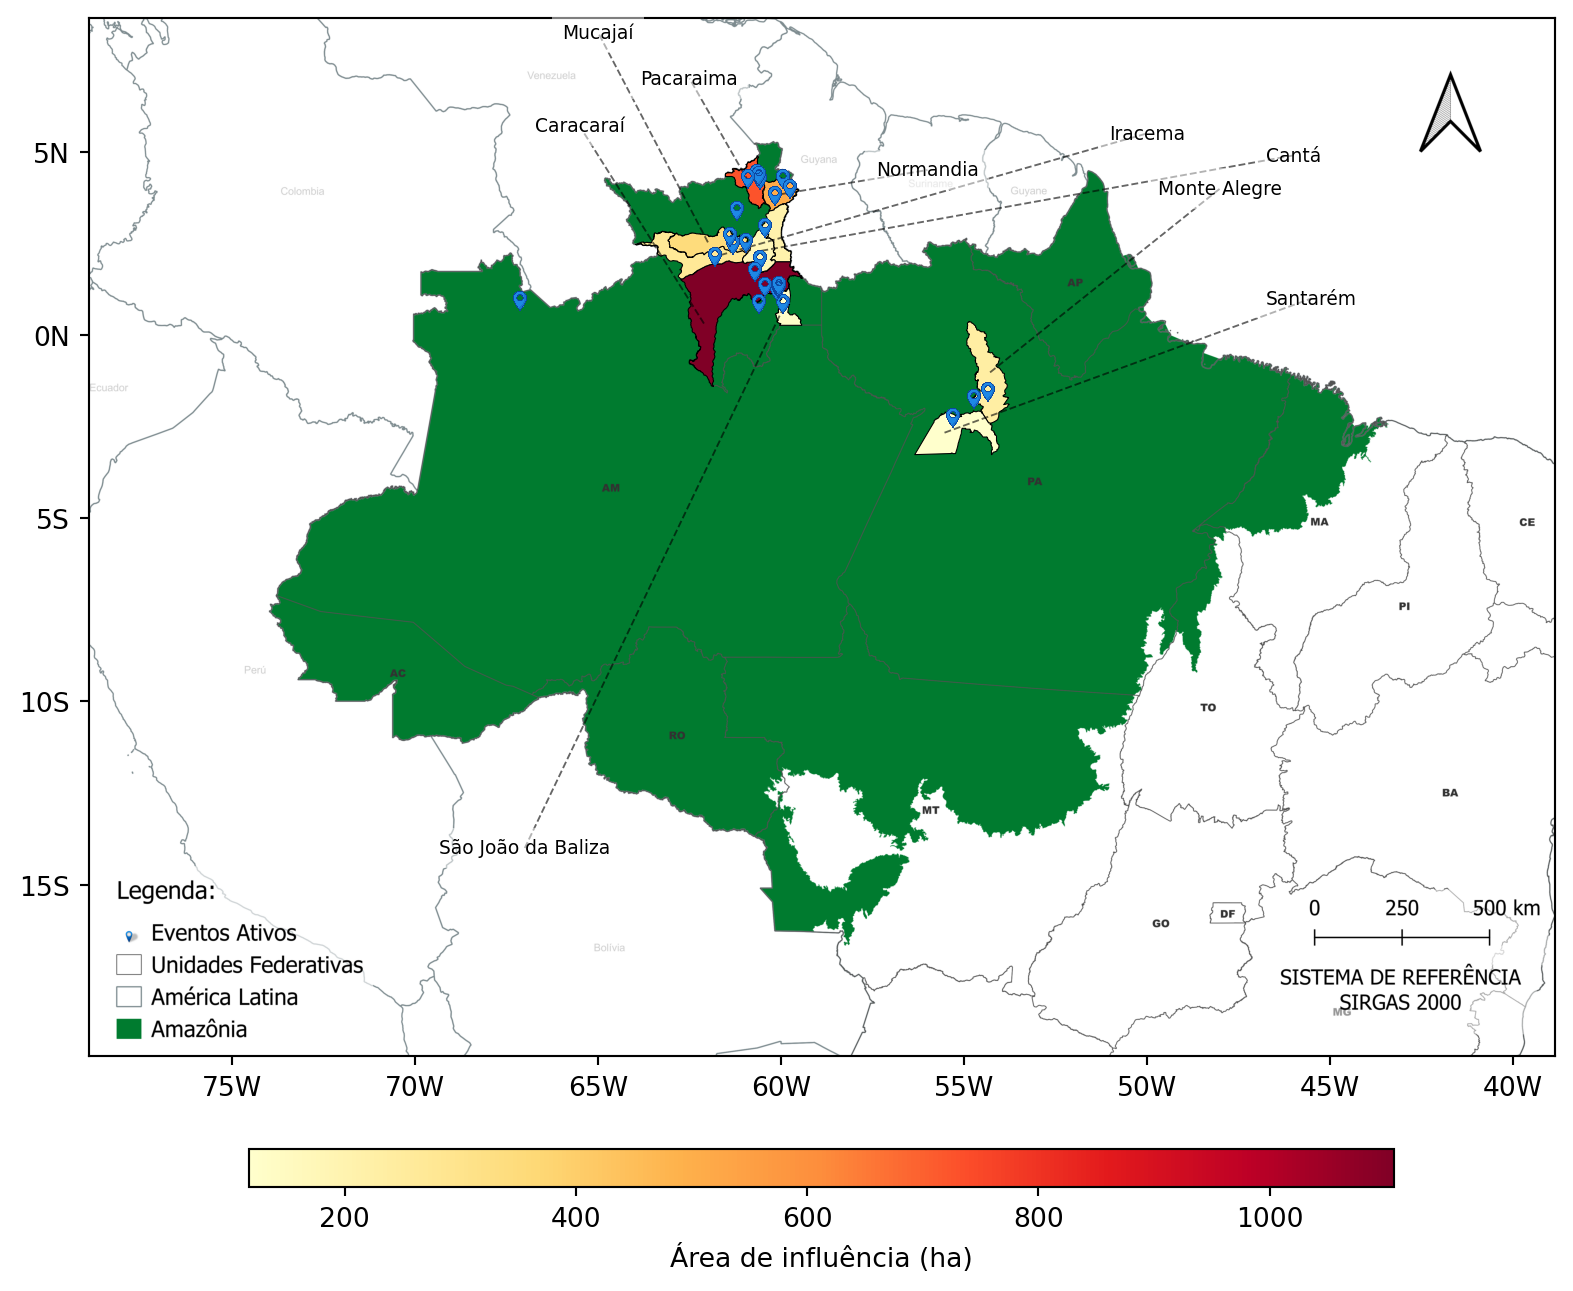 Mucajaí
Pacaraima
Caracaraí
Iracema
Cantá
Normandia
Monte Alegre
Santarém
São João da Baliza
Venezuela
Colombia
Guyana
Suriname
Guyane
Ecuador
Perú
Bolivia
AP
AM
PA
MA
CE
PI
AC
RO
TO
MT
BA
GO
DF
MG
5N
0N
5S
10S
15S
75W
70W
65W
60W
55W
50W
45W
40W
Legenda:
Eventos Ativos
Unidades Federativas
América Latina
Amazônia
0 250 500 km
SISTEMA DE REFERÊNCIA
SIRGAS 2000
200 400 600 800 1000
Área de influência (ha)